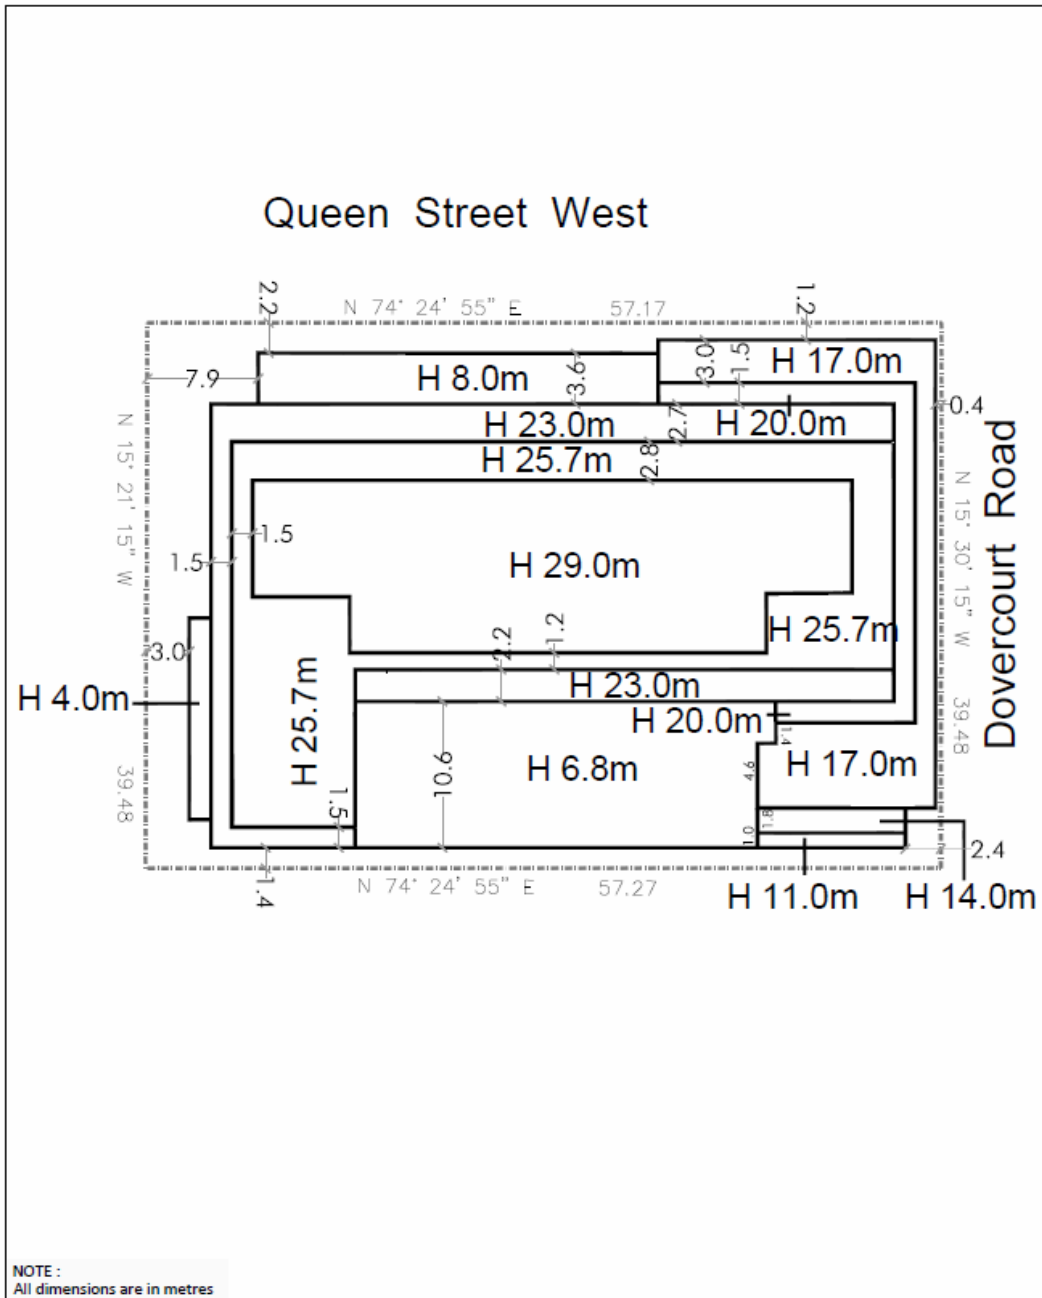 Queen Street West
2.2
N 74° 24' 55" E 57.17
1.2
7.9
H 8.0m
3.6
3.0
1.5
H 17.0m
0.4
H 23.0m
2.7
H 20.0m
H 25.7m
2.8
N 15° 21' 15" W
39.48
1.5
1.5
H 29.0m
Dovercourt Road
N 15° 30' 15" W
39.48
3.0
H 4.0m
H 25.7m
2.2
1.2
H 25.7m
H 23.0m
H 20.0m
1.4
10.6
H 6.8m
4.6
H 17.0m
1.5
1.8
1.0
2.4
1.4
N 74° 24' 55" E 57.27
H 11.0m
H 14.0m
NOTE :
All dimensions are in metres